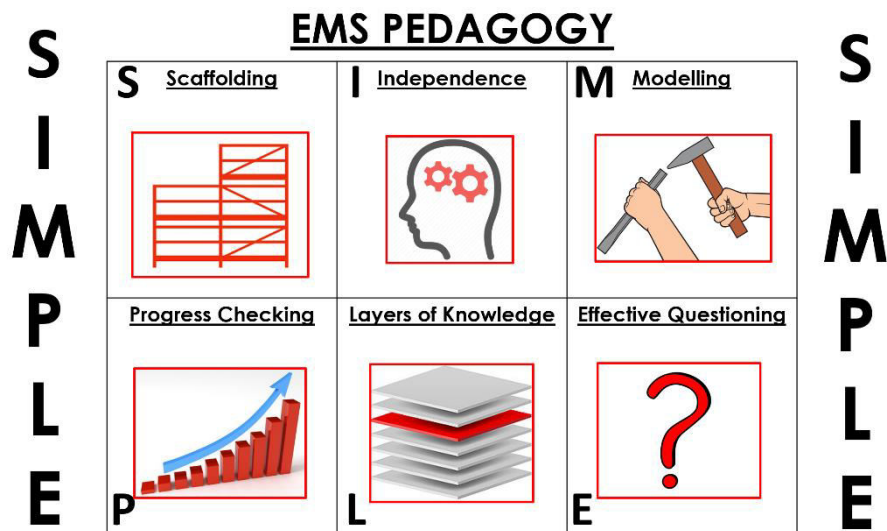 EMS PEDAGOGY
S
I
M
P
L
E
S Scaffolding
I Independence
M Modelling
Progress Checking
P
Layers of Knowledge
L
Effective Questioning
?
E
S
I
M
P
L
E